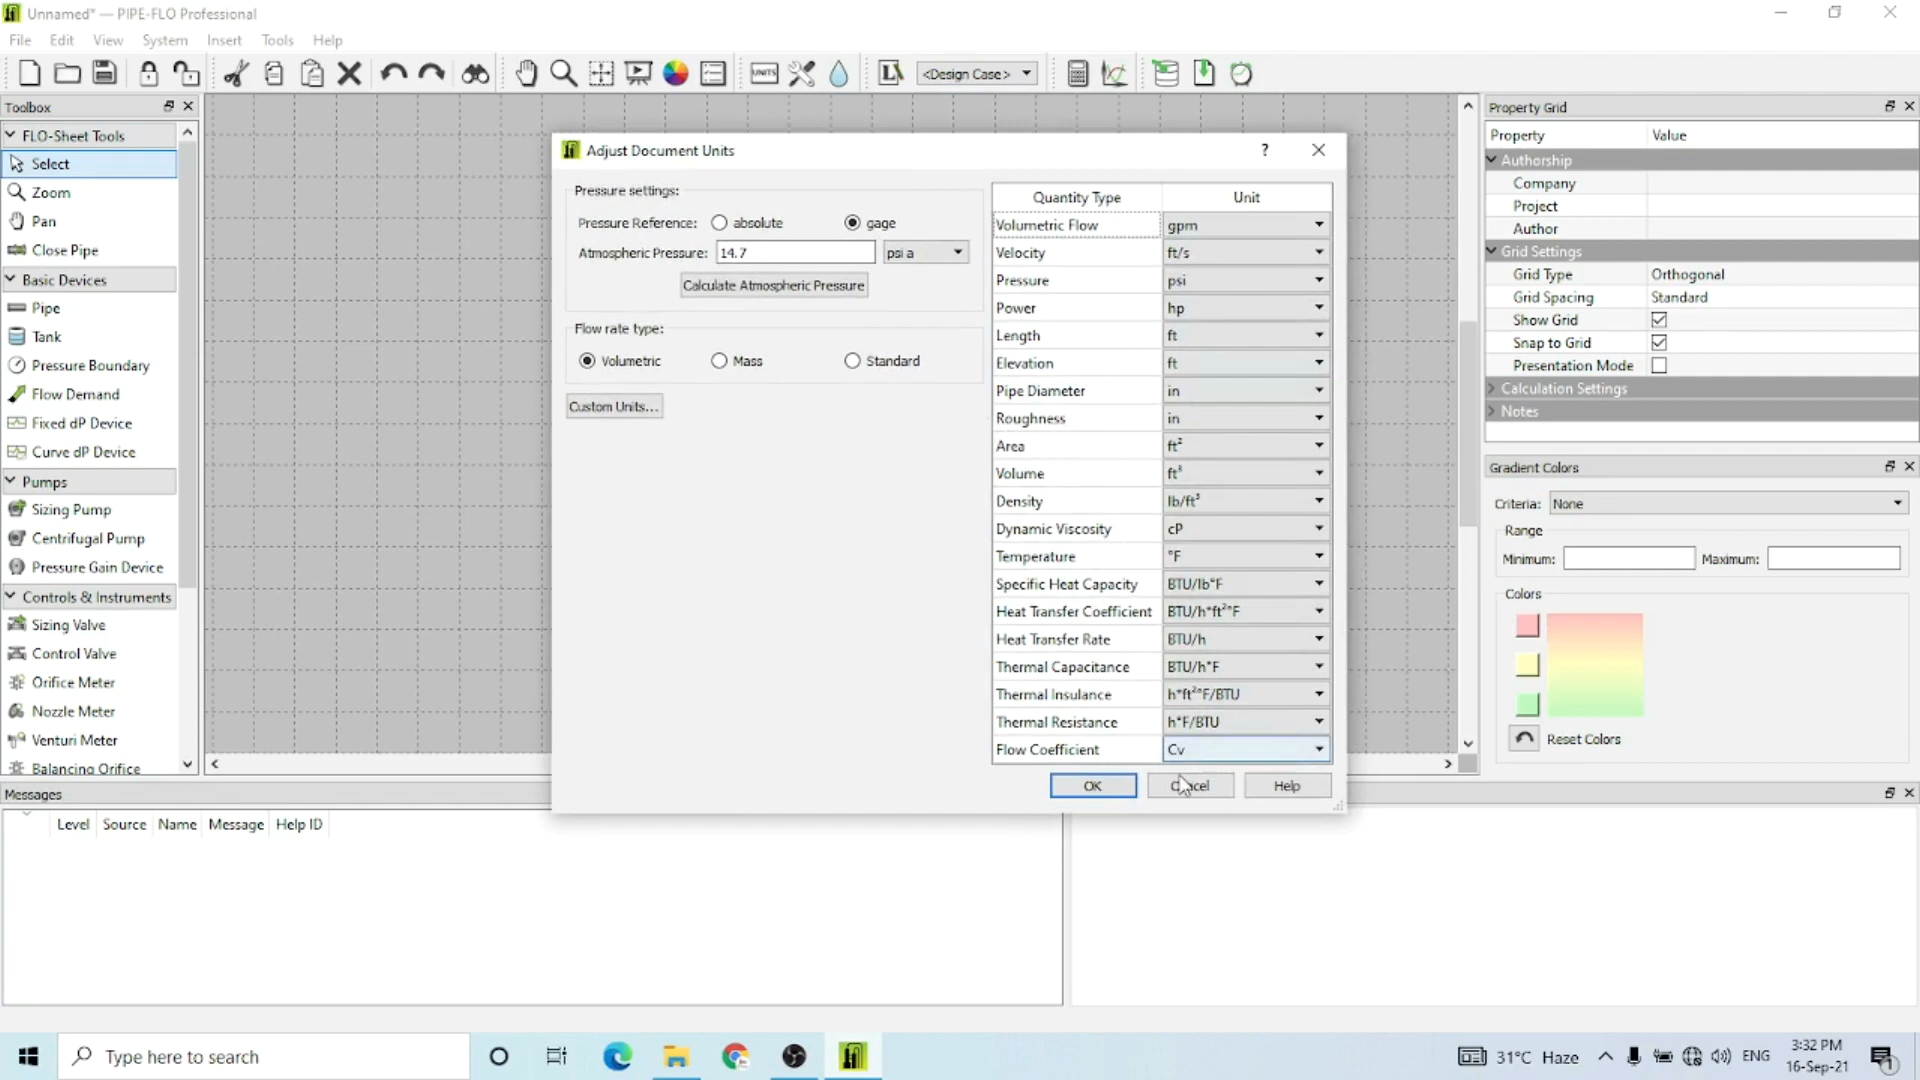 Unnamed* — PIPE-FLO Professional
File Edit View System Insert Tools Help
UNITS <Design Case>
Toolbox
FLO-Sheet Tools
Select
Zoom
Pan
Close Pipe
Basic Devices
Pipe
Tank
Pressure Boundary
Flow Demand
Fixed dP Device
Curve dP Device
Pumps
Sizing Pump
Centrifugal Pump
Pressure Gain Device
Controls & Instruments
Sizing Valve
Control Valve
Orifice Meter
Nozzle Meter
Venturi Meter
Balancing Orifice
Adjust Document Units
?
Pressure settings:
Pressure Reference: absolute gage
Atmospheric Pressure: 14.7 psi a
Calculate Atmospheric Pressure
Flow rate type:
Volumetric Mass Standard
Custom Units...
Quantity Type Unit
Volumetric Flow gpm
Velocity ft/s
Pressure psi
Power hp
Length ft
Elevation ft
Pipe Diameter in
Roughness in
Area ft²
Volume ft³
Density lb/ft³
Dynamic Viscosity cP
Temperature °F
Specific Heat Capacity BTU/lb°F
Heat Transfer Coefficient BTU/h*ft²°F
Heat Transfer Rate BTU/h
Thermal Capacitance BTU/h°F
Thermal Insulance h*ft²°F/BTU
Thermal Resistance h°F/BTU
Flow Coefficient Cv
OK Cancel Help
Property Grid
Property Value
Authorship
Company
Project
Author
Grid Settings
Grid Type Orthogonal
Grid Spacing Standard
Show Grid
Snap to Grid
Presentation Mode
Calculation Settings
Notes
Gradient Colors
Criteria: None
Range
Minimum: Maximum:
Colors
Reset Colors
Messages
Level Source Name Message Help ID
Type here to search
31°C Haze ENG 3:32 PM
16-Sep-21
1